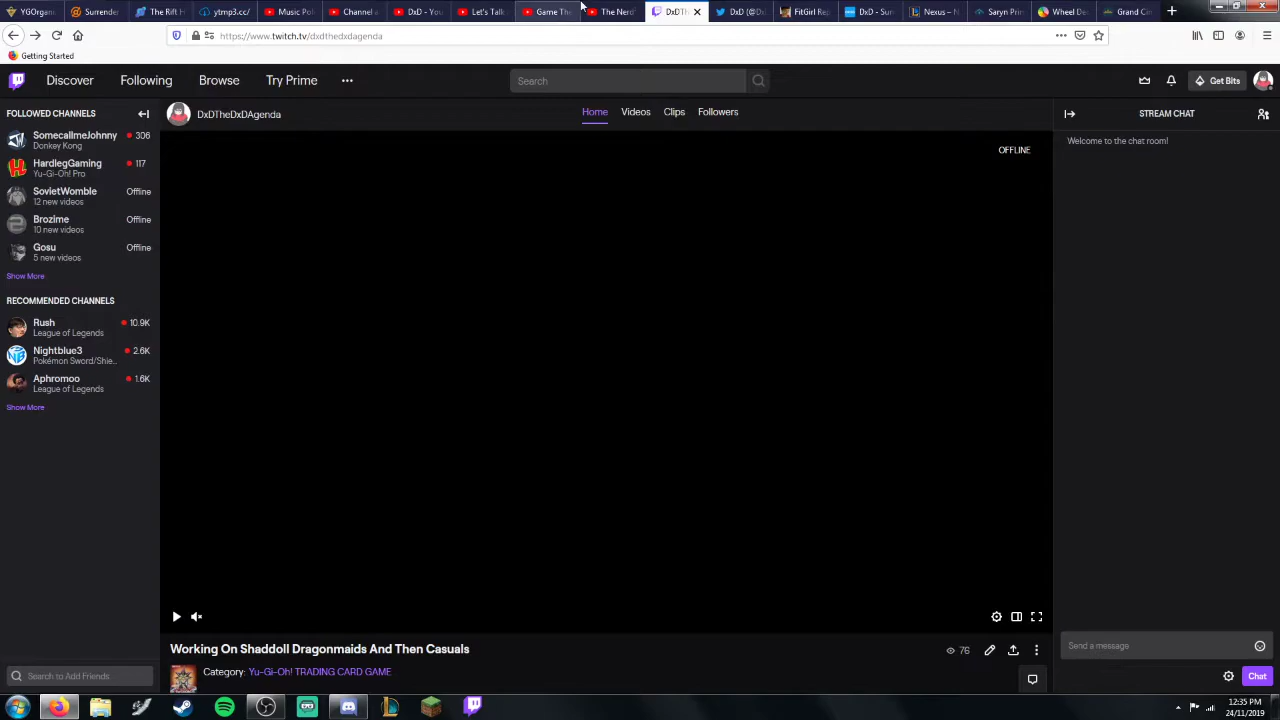 YGOrgani
Surrender
The Rift H
ytmp3.cc/
Music Pol
Channel a
DxD - You
Let's Talk
Game The
The Nerd
DxDTh
DxD (@Dx
FitGirl Rep
DxD - Surr
Nexus – N
Saryn Prim
Wheel De
Grand Ci
https://www.twitch.tv/dxdthedxdagenda
Getting Started
Discover
Following
Browse
Try Prime
Search
Get Bits
FOLLOWED CHANNELS
SomecallmeJohnny 306
Donkey Kong
HardlegGaming 117
Yu-Gi-Oh! Pro
SovietWomble Offline
12 new videos
Brozime Offline
10 new videos
Gosu Offline
5 new videos
Show More
RECOMMENDED CHANNELS
Rush 10.9K
League of Legends
Nightblue3 2.6K
Pokémon Sword/Shie...
Aphromoo 1.6K
League of Legends
Show More
Search to Add Friends
DxDTheDxDAgenda
Home Videos Clips Followers
OFFLINE
Working On Shaddoll Dragonmaids And Then Casuals
76
Category: Yu-Gi-Oh! TRADING CARD GAME
STREAM CHAT
Welcome to the chat room!
Send a message
Chat
12:35 PM
24/11/2019